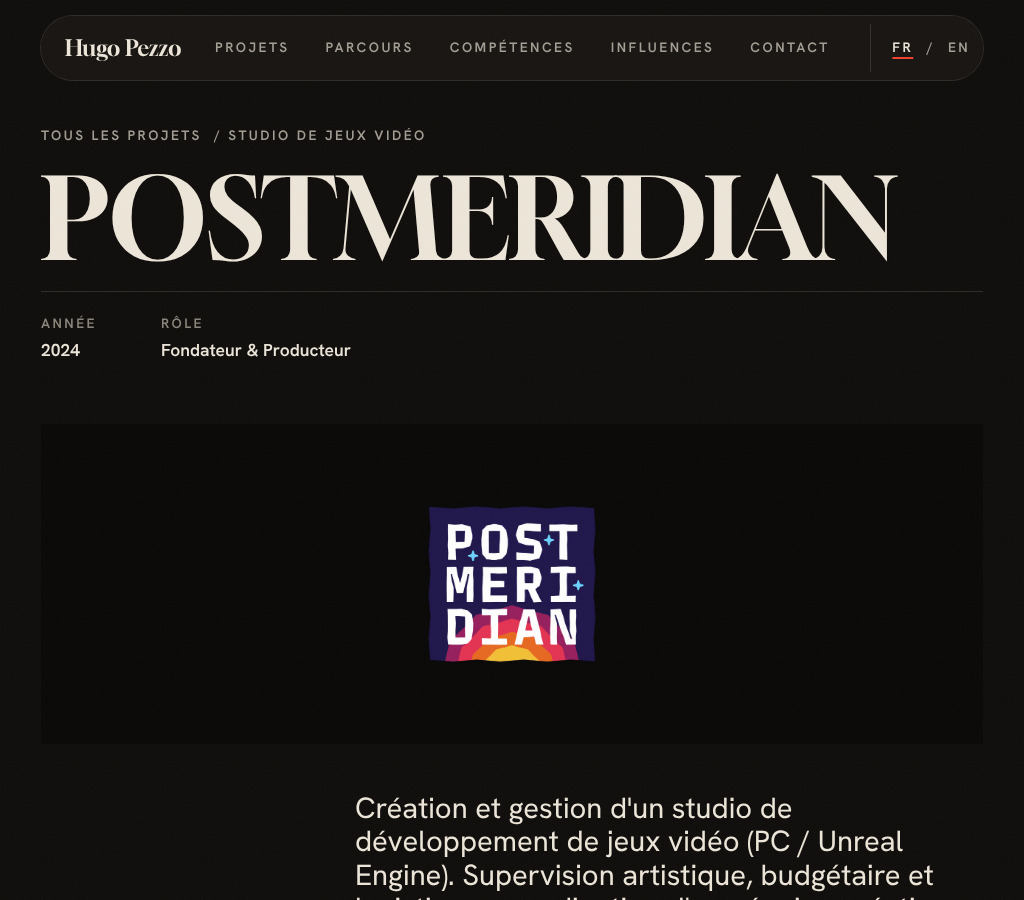 Hugo Pezzo PROJETS PARCOURS COMPÉTENCES INFLUENCES CONTACT FR / EN
TOUS LES PROJETS / STUDIO DE JEUX VIDÉO
POSTMERIDIAN
ANNÉE RÔLE
2024 Fondateur & Producteur
POST
MERI
DIAN
Création et gestion d'un studio de
développement de jeux vidéo (PC / Unreal
Engine). Supervision artistique, budgétaire et